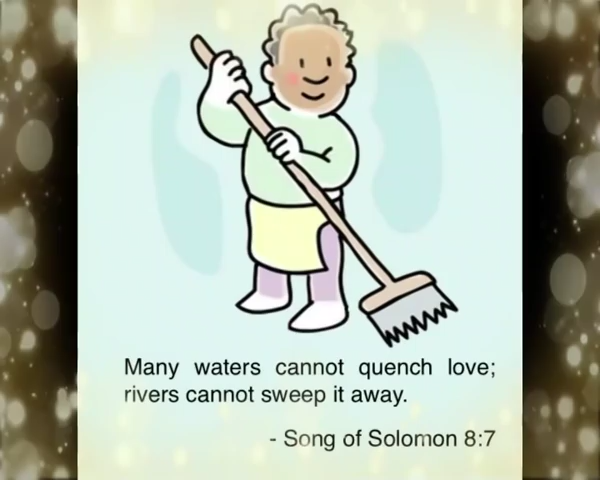 Many waters cannot quench love;
rivers cannot sweep it away.
- Song of Solomon 8:7